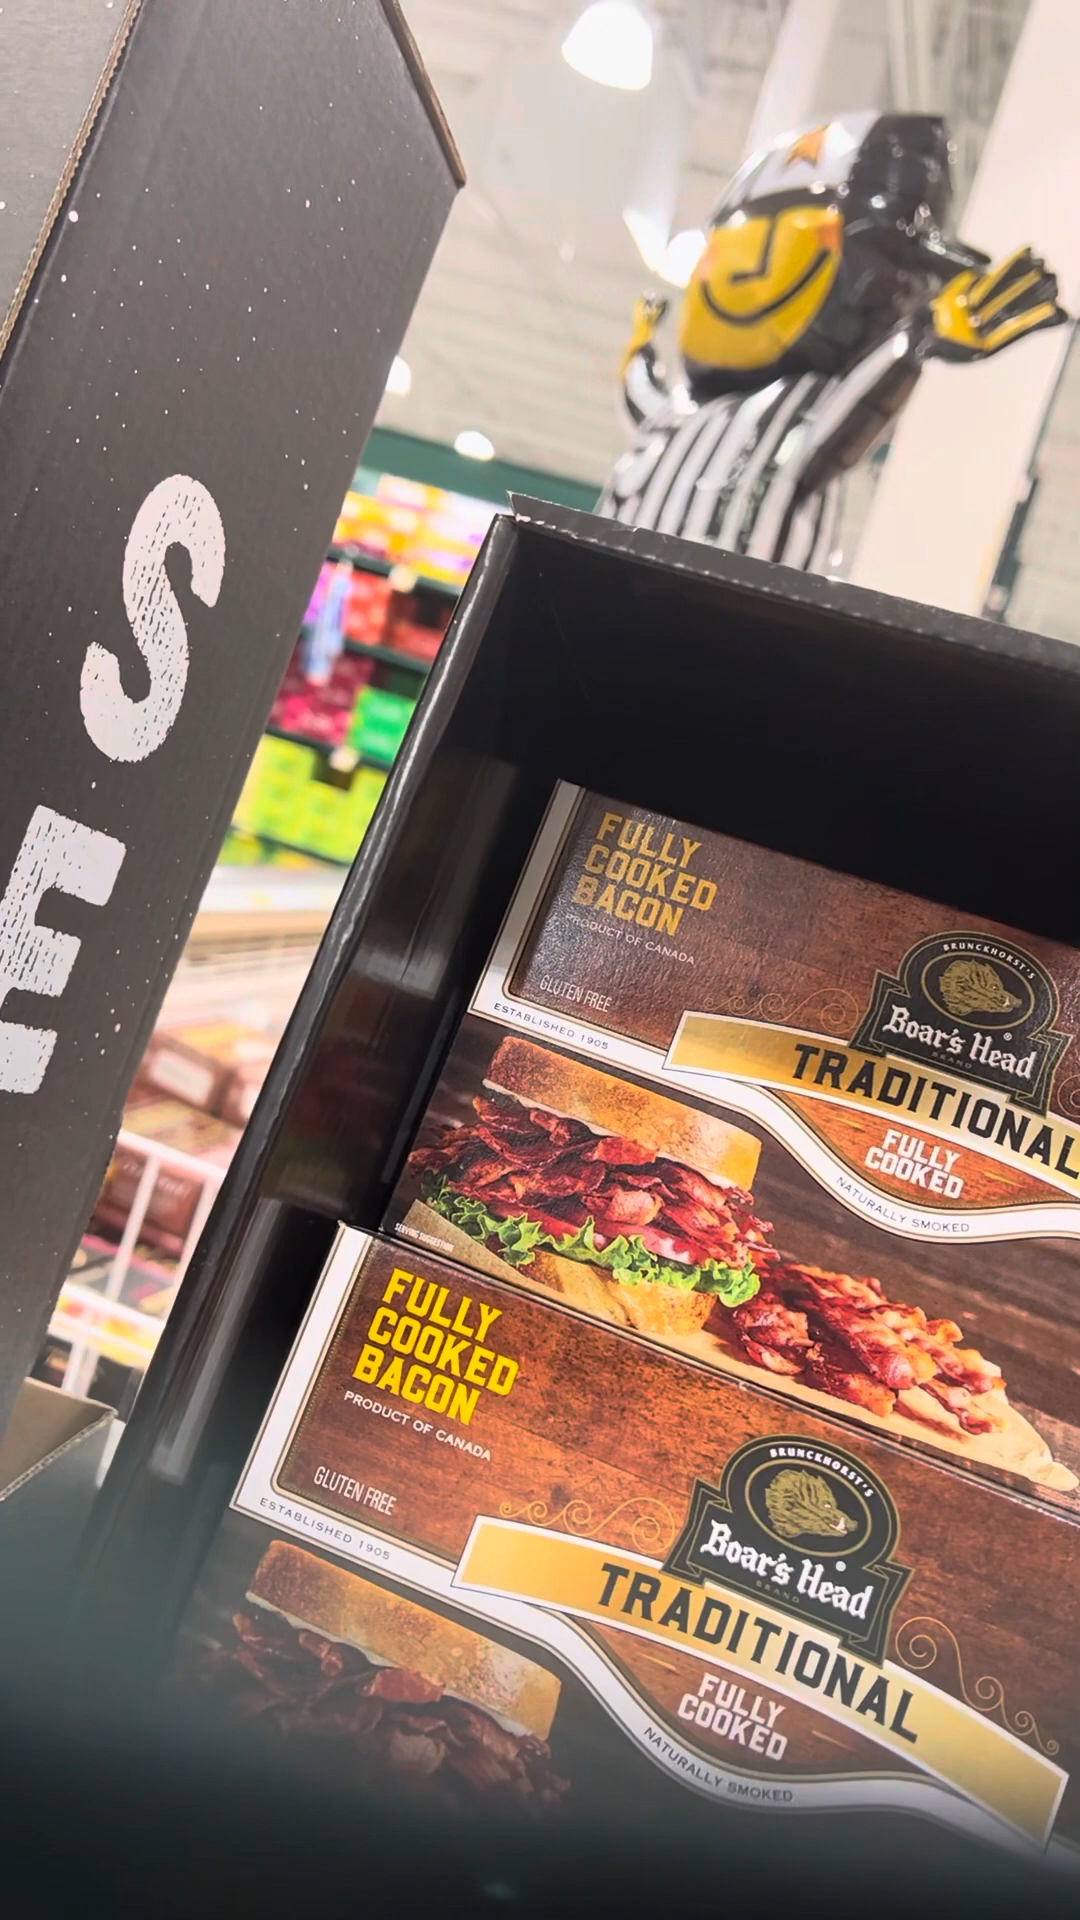 HES
FULLY
COOKED
BACON
PRODUCT OF CANADA
GLUTEN FREE
ESTABLISHED 1905
BRUNCKHORST'S
Boar's Head®
BRAND
TRADITIONAL
FULLY
COOKED
NATURALLY SMOKED
SERVING SUGGESTION
FULLY
COOKED
BACON
PRODUCT OF CANADA
GLUTEN FREE
ESTABLISHED 1905
BRUNCKHORST'S
Boar's Head®
BRAND
TRADITIONAL
FULLY
COOKED
NATURALLY SMOKED